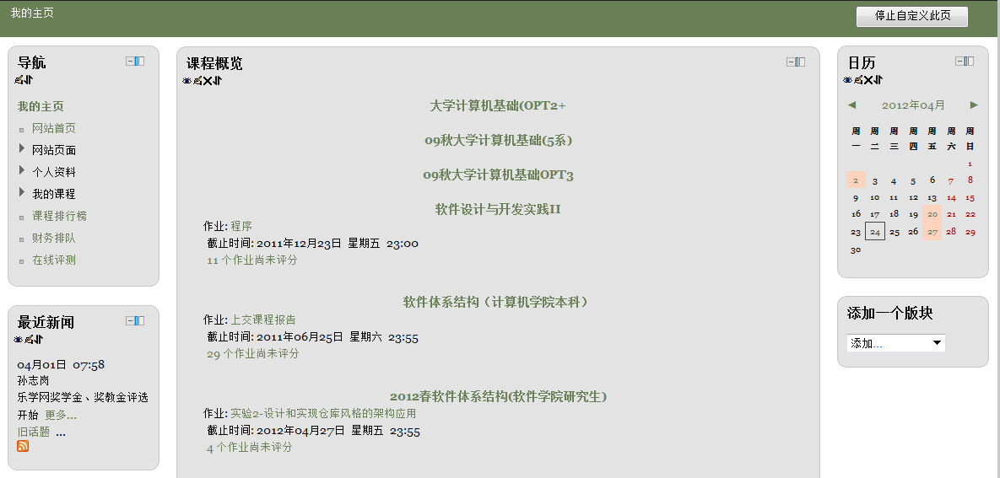 我的主页
停止自定义此页
导航
我的主页
网站首页
网站页面
个人资料
我的课程
课程排行榜
财务排队
在线评测
最近新闻
04月01日 07:58
孙志岗
乐学网奖学金、奖教金评选
开始 更多...
旧话题 ...
课程概览
大学计算机基础(OPT2+
09秋大学计算机基础(5系)
09秋大学计算机基础OPT3
软件设计与开发实践II
作业: 程序
截止时间: 2011年12月23日 星期五 23:00
11 个作业尚未评分
软件体系结构（计算机学院本科）
作业: 上交课程报告
截止时间: 2011年06月25日 星期六 23:55
29 个作业尚未评分
2012春软件体系结构(软件学院研究生)
作业: 实验2-设计和实现仓库风格的架构应用
截止时间: 2012年04月27日 星期五 23:55
4 个作业尚未评分
日历
◀ 2012年04月 ▶
周 周 周 周 周 周 周
一 二 三 四 五 六 日
1
2 3 4 5 6 7 8
9 10 11 12 13 14 15
16 17 18 19 20 21 22
23 24 25 26 27 28 29
30
添加一个版块
添加...